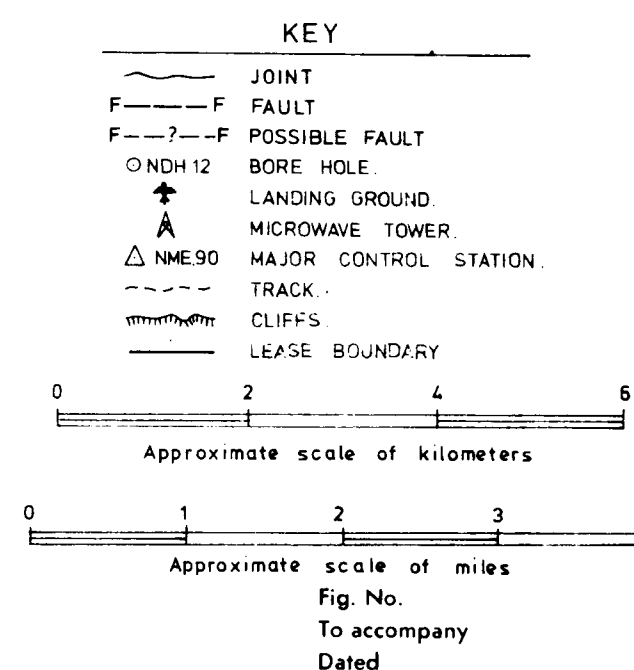 KEY
JOINT
F F FAULT
F ? F POSSIBLE FAULT
NDH 12 BORE HOLE.
LANDING GROUND.
MICROWAVE TOWER.
NME.90 MAJOR CONTROL STATION.
TRACK.
CLIFFS.
LEASE BOUNDARY
0 2 4 6
Approximate scale of kilometers
0 1 2 3
Approximate scale of miles
Fig. No.
To accompany
Dated